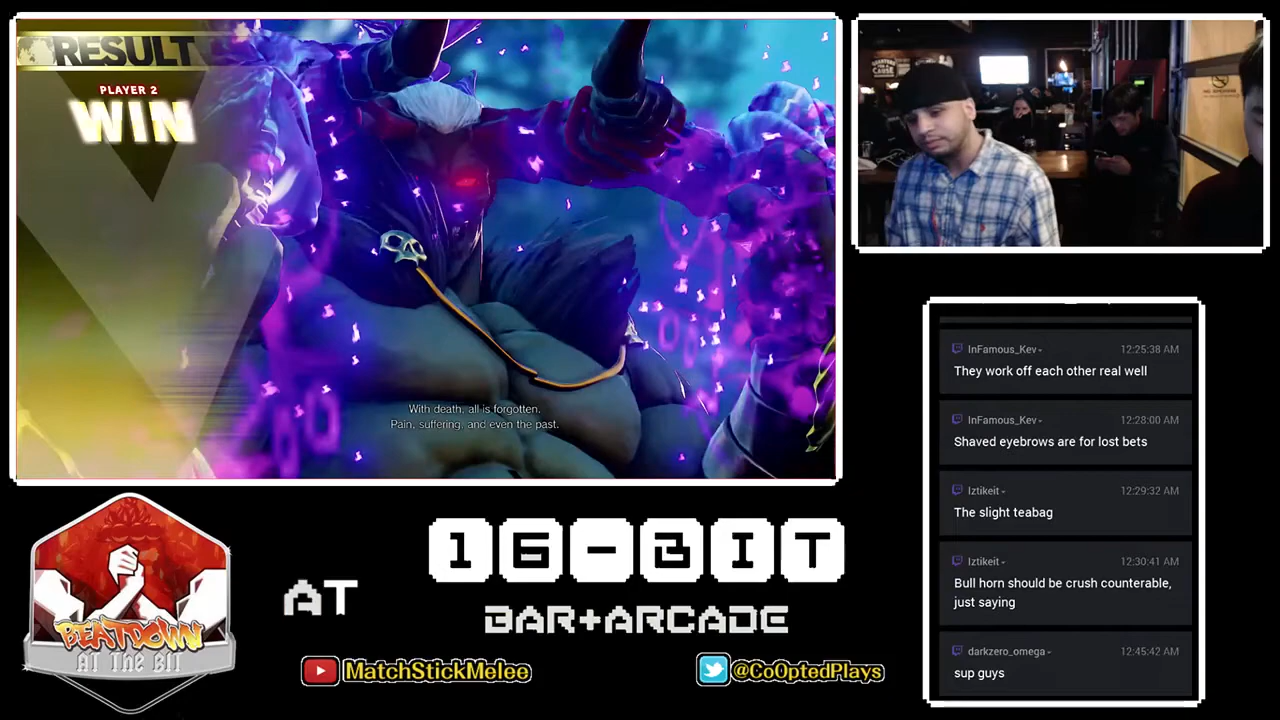 RESULT
PLAYER 2
WIN
With death, all is forgotten.
Pain, suffering, and even the past.
InFamous_Kev
12:25:38 AM
They work off each other real well
InFamous_Kev
12:28:00 AM
Shaved eyebrows are for lost bets
Iztikeit
12:29:32 AM
The slight teabag
Iztikeit
12:30:41 AM
Bull horn should be crush counterable,
just saying
darkzero_omega
12:45:42 AM
sup guys
BEATDOWN
AT THE BIT
AT
16-BIT
BAR+ARCADE
MatchStickMelee
@CoOptedPlays